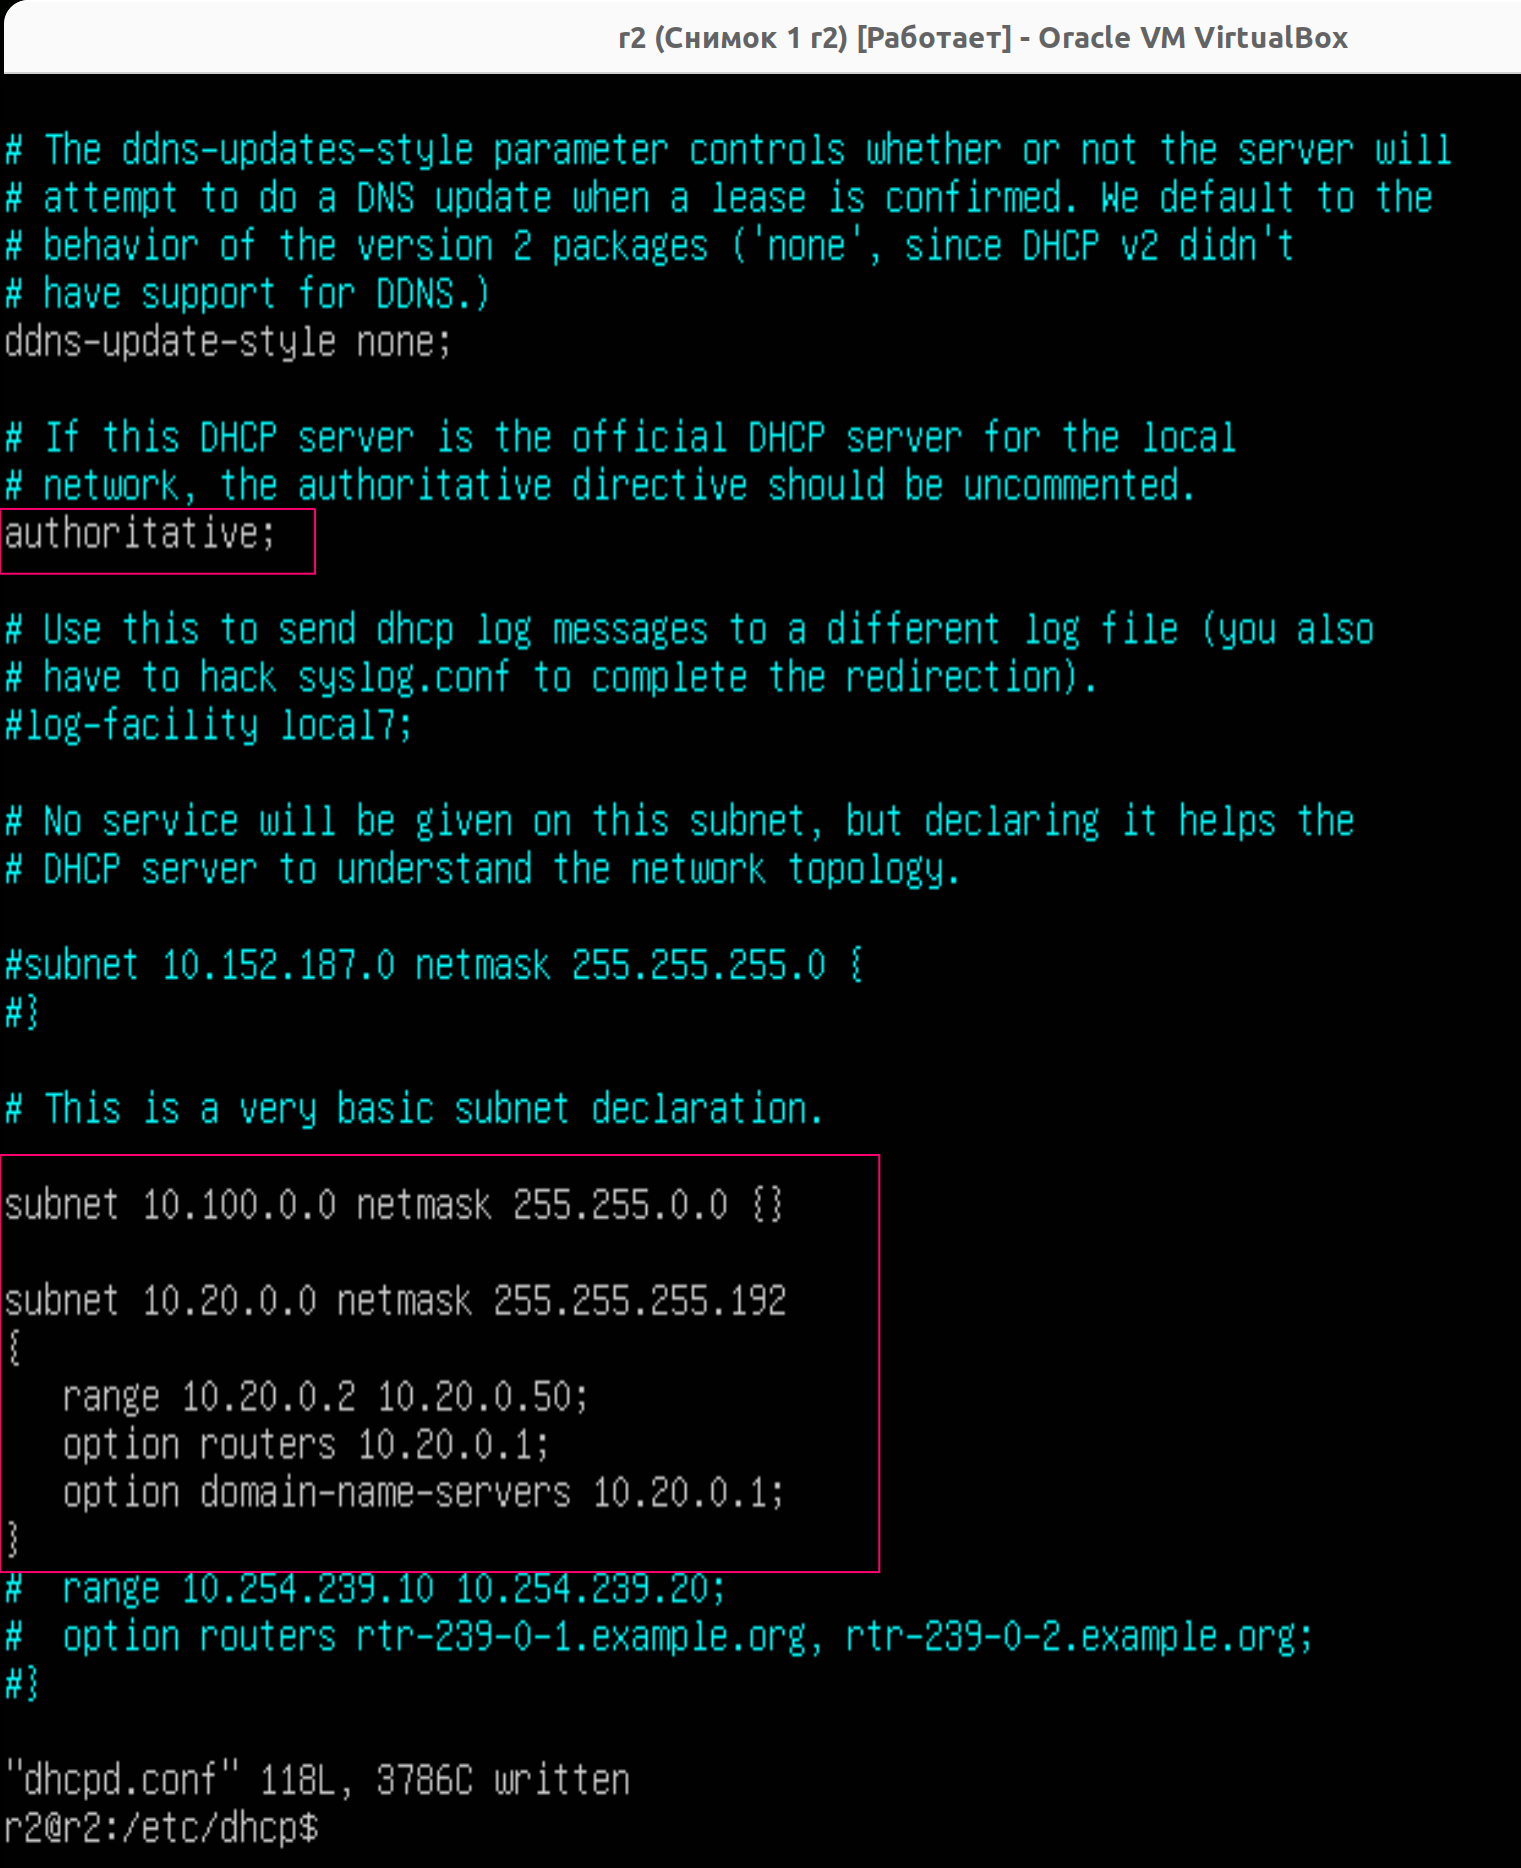 r2 (Снимок 1 r2) [Работает] - Oracle VM VirtualBox
# The ddns-updates-style parameter controls whether or not the server will
# attempt to do a DNS update when a lease is confirmed. We default to the
# behavior of the version 2 packages ('none', since DHCP v2 didn't
# have support for DDNS.)
ddns-update-style none;
# If this DHCP server is the official DHCP server for the local
# network, the authoritative directive should be uncommented.
authoritative;
# Use this to send dhcp log messages to a different log file (you also
# have to hack syslog.conf to complete the redirection).
#log-facility local7;
# No service will be given on this subnet, but declaring it helps the
# DHCP server to understand the network topology.
#subnet 10.152.187.0 netmask 255.255.255.0 {
#}
# This is a very basic subnet declaration.
subnet 10.100.0.0 netmask 255.255.0.0 {}
subnet 10.20.0.0 netmask 255.255.255.192
{
   range 10.20.0.2 10.20.0.50;
   option routers 10.20.0.1;
   option domain-name-servers 10.20.0.1;
}
#  range 10.254.239.10 10.254.239.20;
#  option routers rtr-239-0-1.example.org, rtr-239-0-2.example.org;
#}
"dhcpd.conf" 118L, 3786C written
r2@r2:/etc/dhcp$